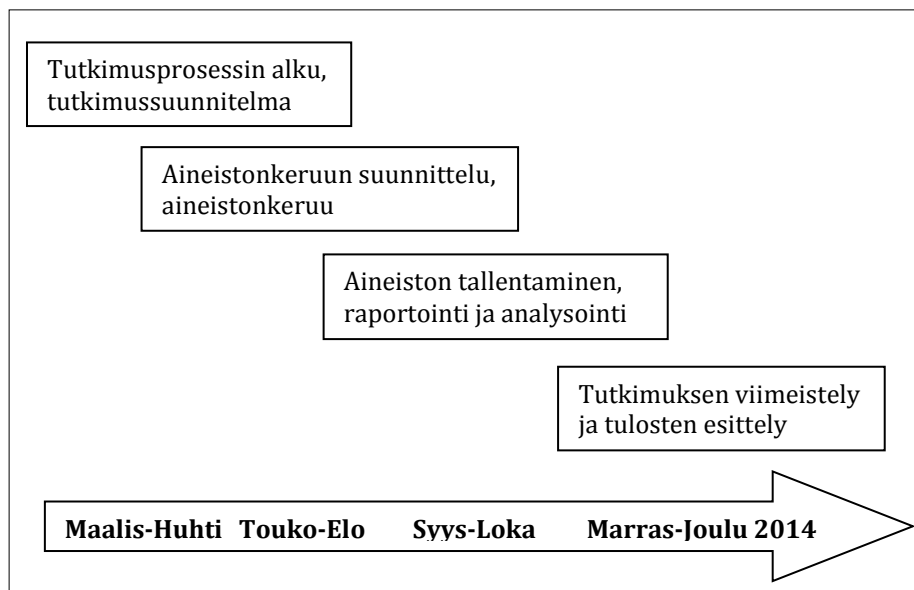 Tutkimusprosessin alku,
tutkimussuunnitelma
Aineistonkeruun suunnittelu,
aineistonkeruu
Aineiston tallentaminen,
raportointi ja analysointi
Tutkimuksen viimeistely
ja tulosten esittely
Maalis-Huhti Touko-Elo Syys-Loka Marras-Joulu 2014